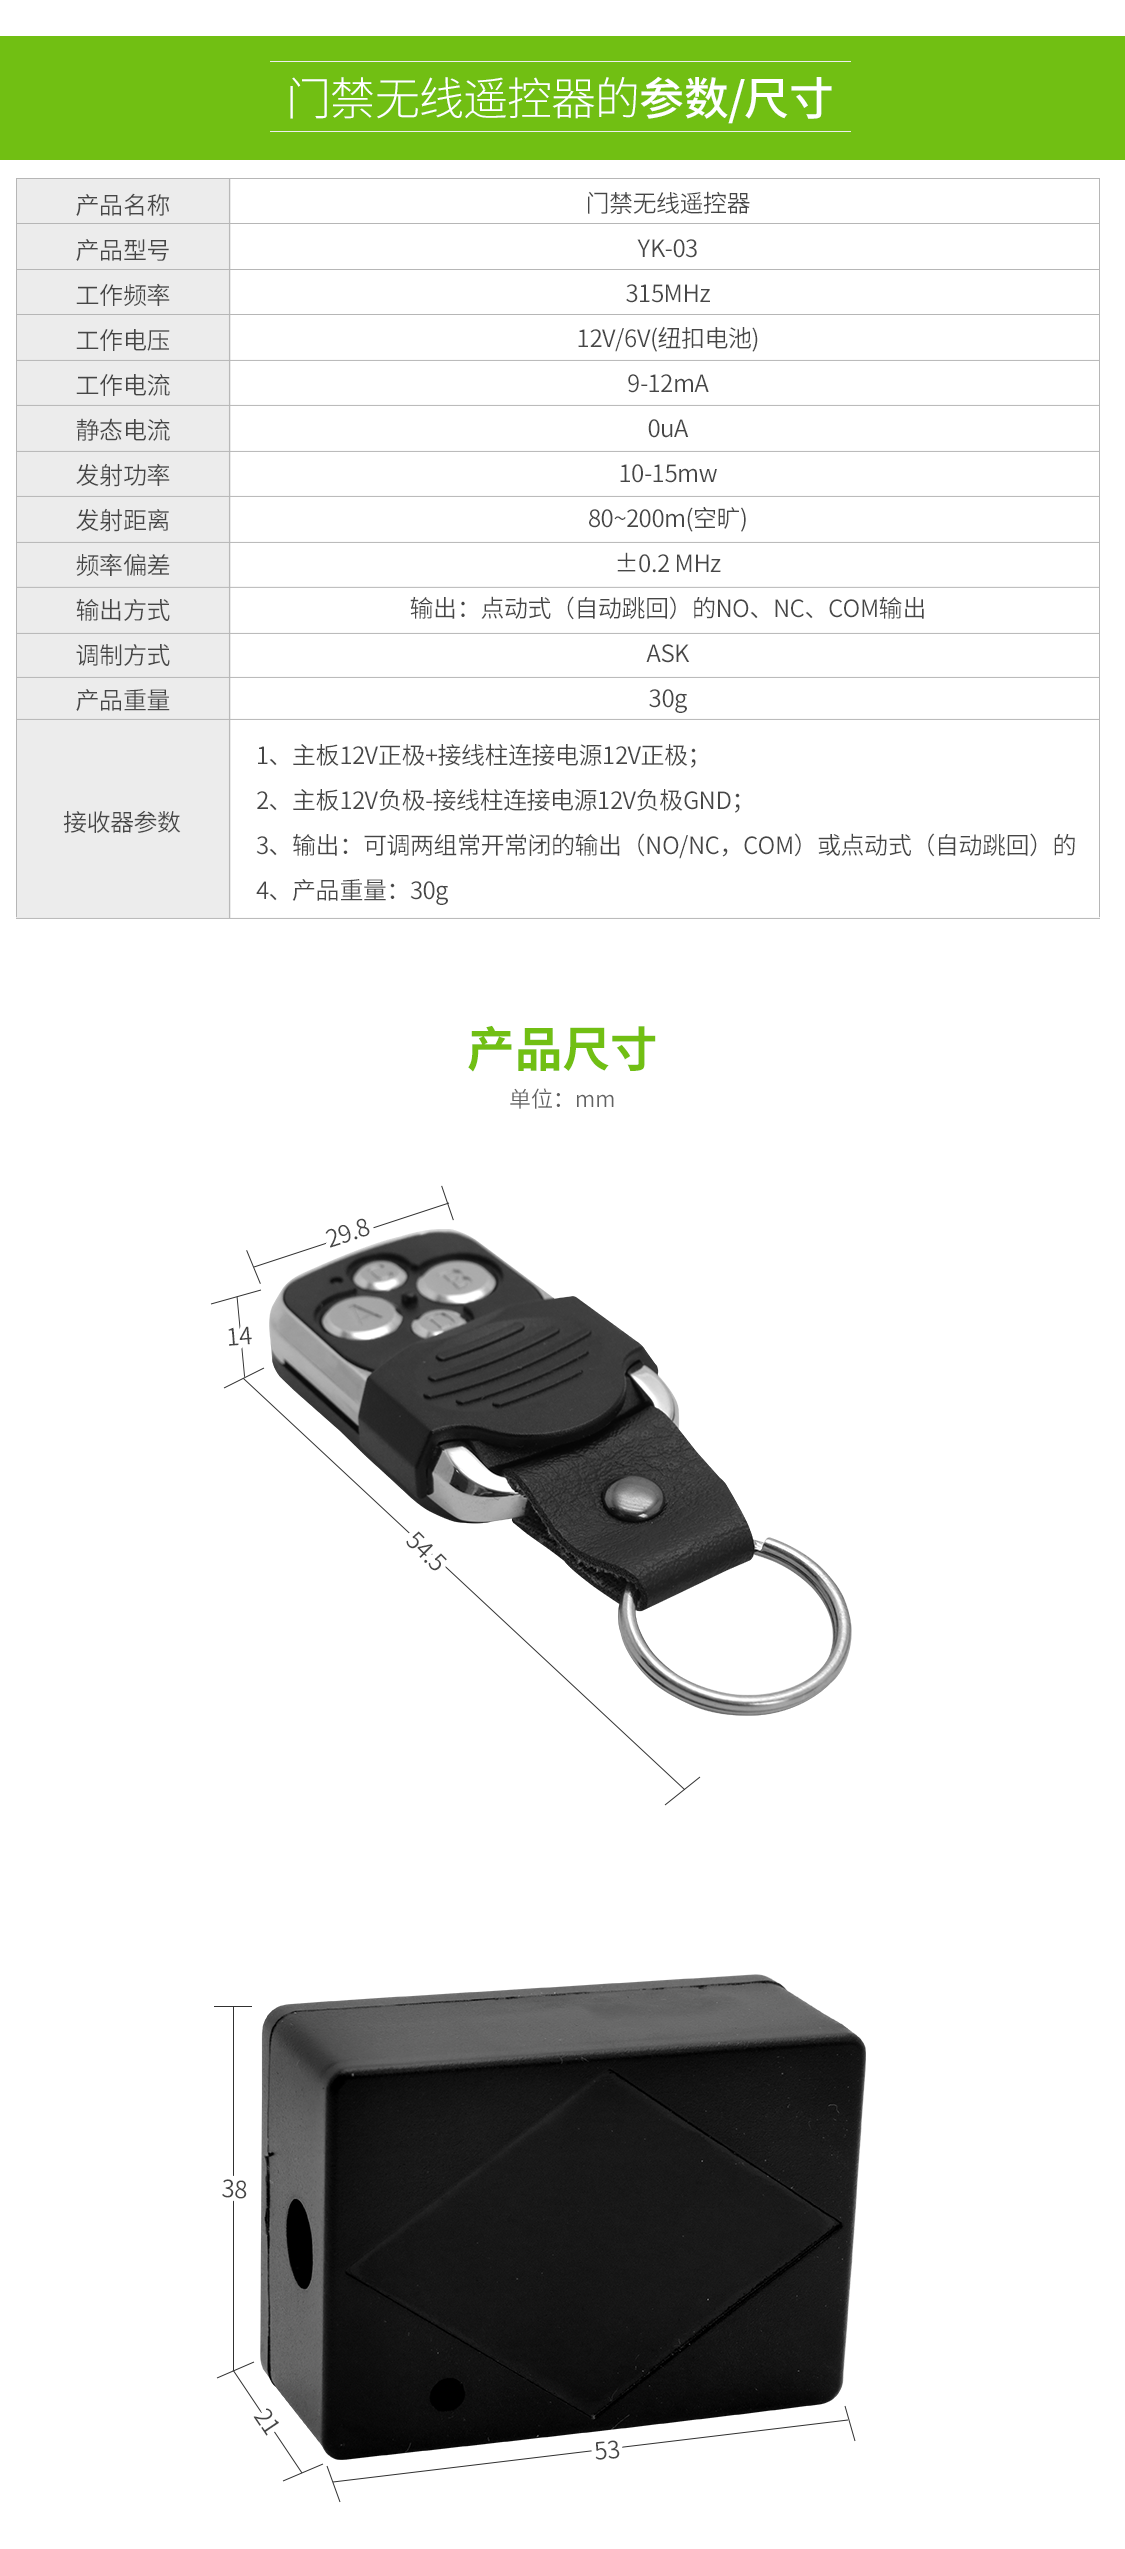 门禁无线遥控器的参数/尺寸
产品名称 门禁无线遥控器
产品型号 YK-03
工作频率 315MHz
工作电压 12V/6V(纽扣电池)
工作电流 9-12mA
静态电流 0uA
发射功率 10-15mw
发射距离 80~200m(空旷)
频率偏差 ±0.2 MHz
输出方式 输出：点动式（自动跳回）的NO、NC、COM输出
调制方式 ASK
产品重量 30g
接收器参数
1、主板12V正极+接线柱连接电源12V正极；
2、主板12V负极-接线柱连接电源12V负极GND；
3、输出：可调两组常开常闭的输出（NO/NC，COM）或点动式（自动跳回）的
4、产品重量：30g
产品尺寸
单位：mm
29.8
14
A
B
54.5
38
21
53